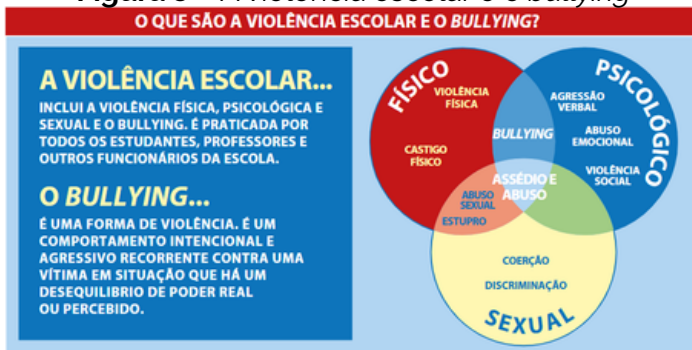 O QUE SÃO A VIOLÊNCIA ESCOLAR E O BULLYING?
A VIOLÊNCIA ESCOLAR...
INCLUI A VIOLÊNCIA FÍSICA, PSICOLÓGICA E
SEXUAL E O BULLYING. É PRATICADA POR
TODOS OS ESTUDANTES, PROFESSORES E
OUTROS FUNCIONÁRIOS DA ESCOLA.
O BULLYING...
É UMA FORMA DE VIOLÊNCIA. É UM
COMPORTAMENTO INTENCIONAL E
AGRESSIVO RECORRENTE CONTRA UMA
VÍTIMA EM SITUAÇÃO QUE HÁ UM
DESEQUILIBRIO DE PODER REAL
OU PERCEBIDO.
FÍSICO
VIOLÊNCIA
FÍSICA
CASTIGO
FÍSICO
BULLYING
PSICOLÓGICO
AGRESSÃO
VERBAL
ABUSO
EMOCIONAL
VIOLÊNCIA
SOCIAL
ASSÉDIO E
ABUSO
ABUSO
SEXUAL
ESTUPRO
COERÇÃO
DISCRIMINAÇÃO
SEXUAL